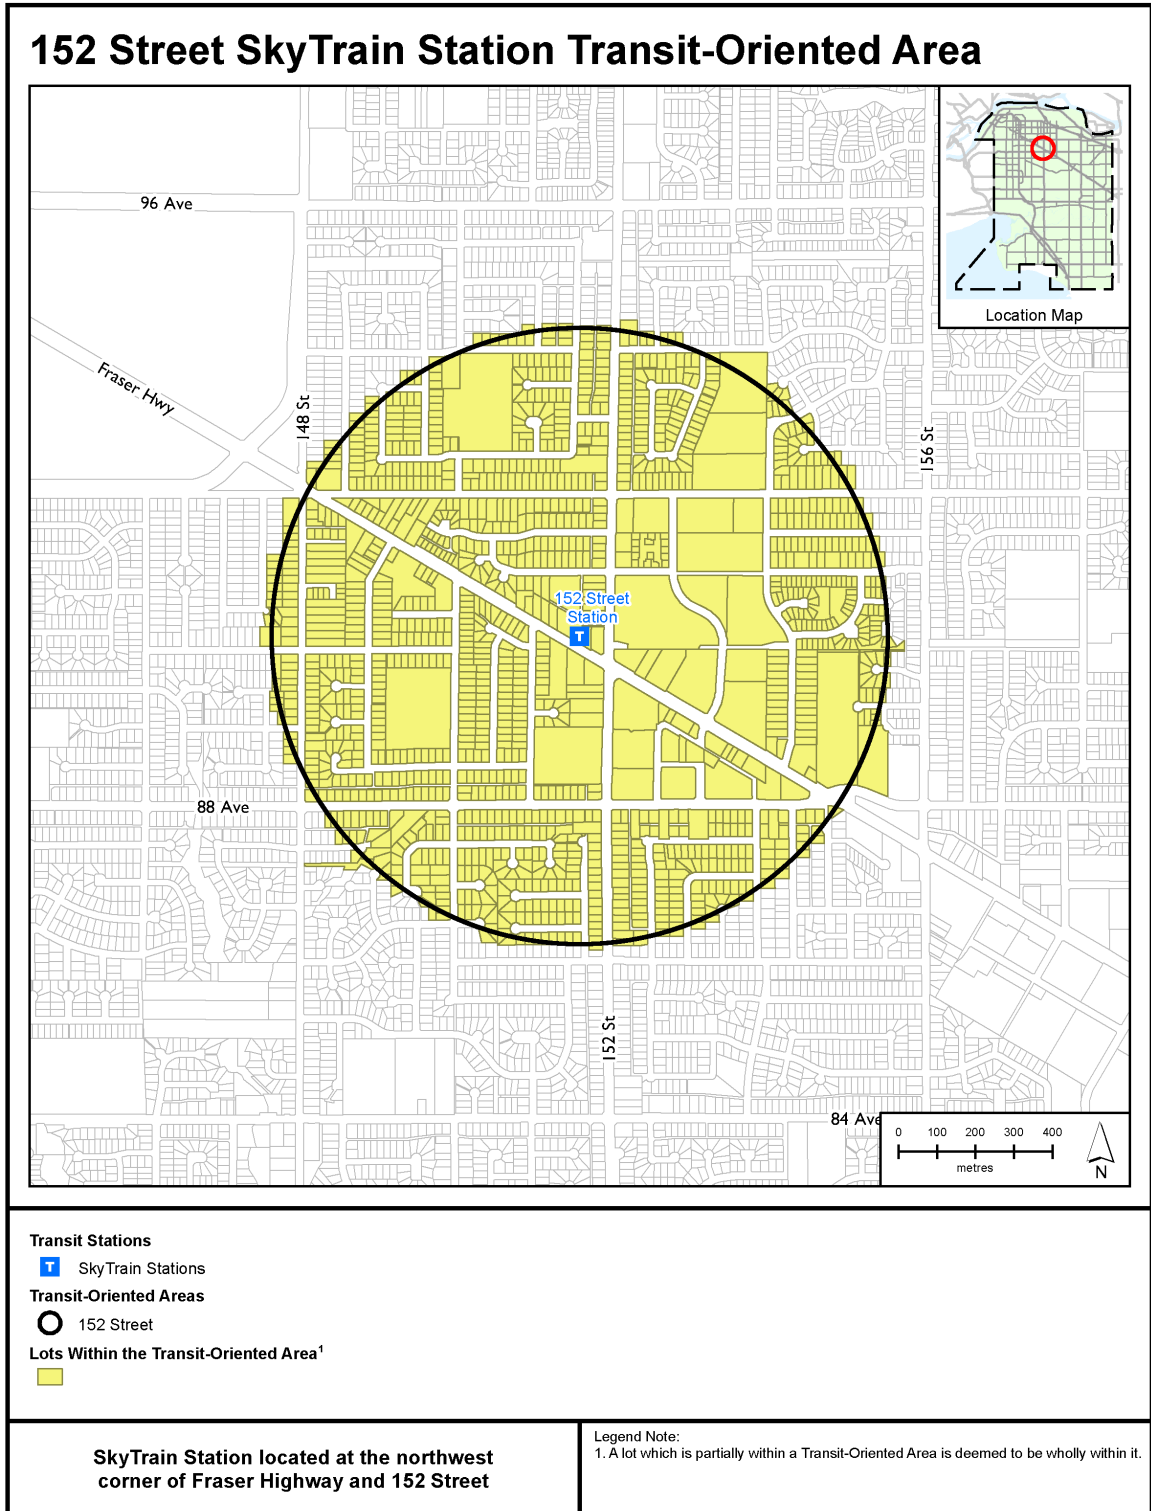 152 Street SkyTrain Station Transit-Oriented Area
96 Ave
Location Map
Fraser Hwy
148 St
156 St
152 Street
Station
T
88 Ave
152 St
84 Ave
0 100 200 300 400
metres
N
Transit Stations
T SkyTrain Stations
Transit-Oriented Areas
152 Street
Lots Within the Transit-Oriented Area1
SkyTrain Station located at the northwest
corner of Fraser Highway and 152 Street
Legend Note:
1. A lot which is partially within a Transit-Oriented Area is deemed to be wholly within it.